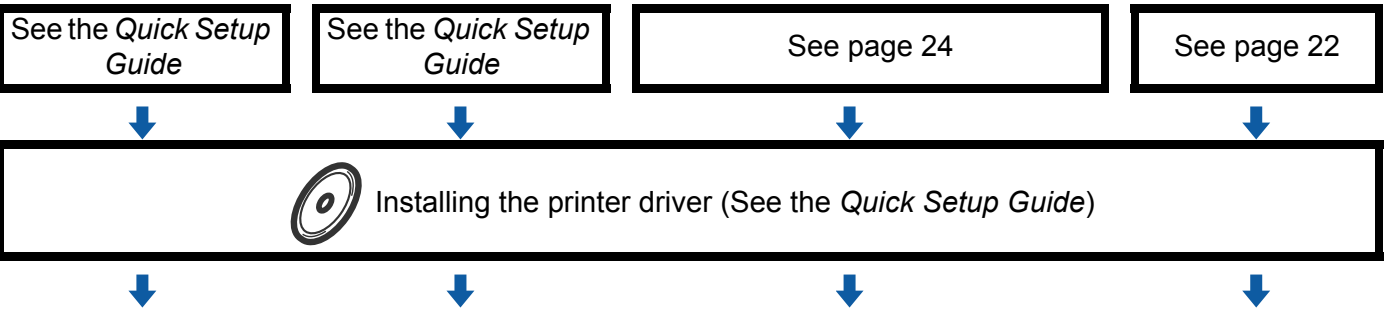 See the Quick Setup
Guide
See the Quick Setup
Guide
See page 24
See page 22
Installing the printer driver (See the Quick Setup Guide)